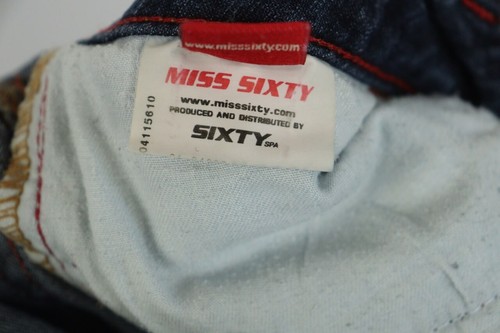 www.misssixty.com
MISS SIXTY
www.misssixty.com
PRODUCED AND DISTRIBUTED BY
SIXTY SPA
04115610